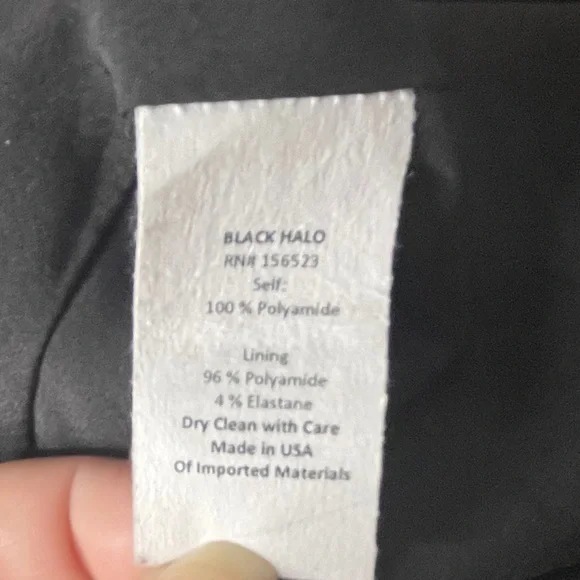 BLACK HALO
RN# 156523
Self:
100 % Polyamide
Lining
96 % Polyamide
4 % Elastane
Dry Clean with Care
Made in USA
Of Imported Materials